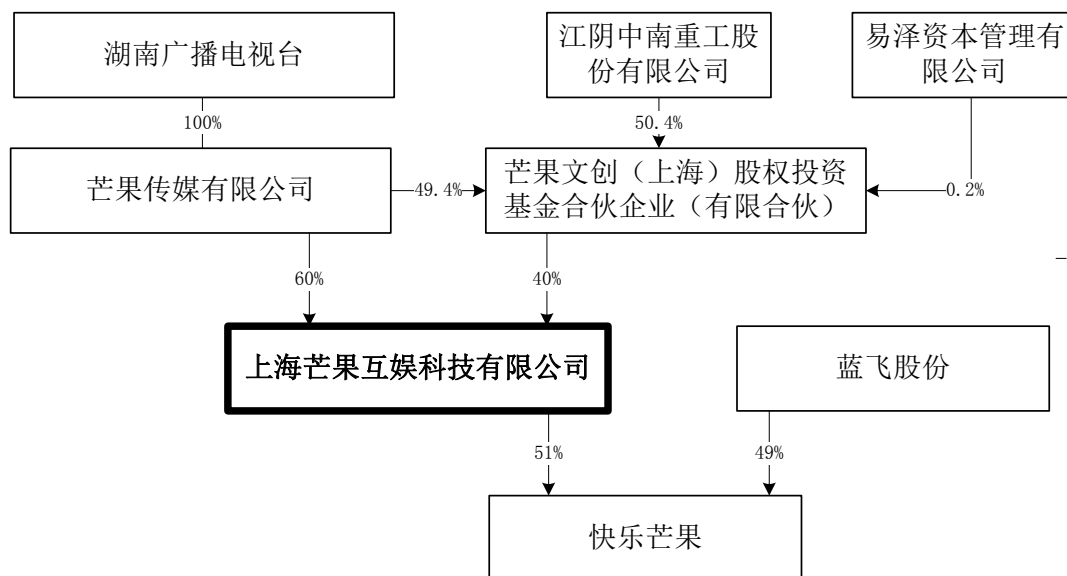 湖南广播电视台
江阴中南重工股
份有限公司
易泽资本管理有
限公司
100%
50.4%
芒果传媒有限公司
49.4%
芒果文创（上海）股权投资
基金合伙企业（有限合伙）
0.2%
60%
40%
上海芒果互娱科技有限公司
蓝飞股份
51%
49%
快乐芒果